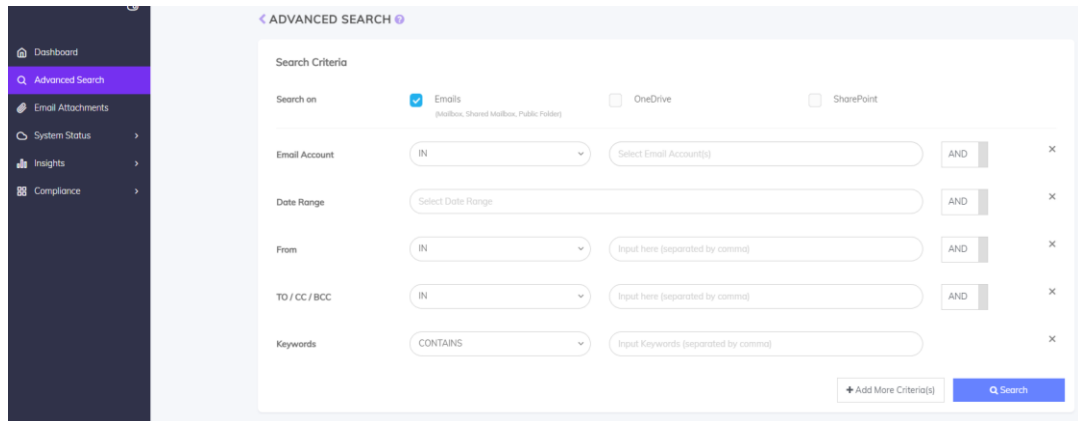 ADVANCED SEARCH
Dashboard
Advanced Search
Email Attachments
System Status
Insights
Compliance
Search Criteria
Search on
Emails
(Mailbox, Shared Mailbox, Public Folder)
OneDrive
SharePoint
Email Account IN Select Email Account(s) AND
Date Range Select Date Range AND
From IN Input here (separated by comma) AND
TO / CC / BCC IN Input here (separated by comma) AND
Keywords CONTAINS Input Keywords (separated by comma)
+ Add More Criteria(s) Search